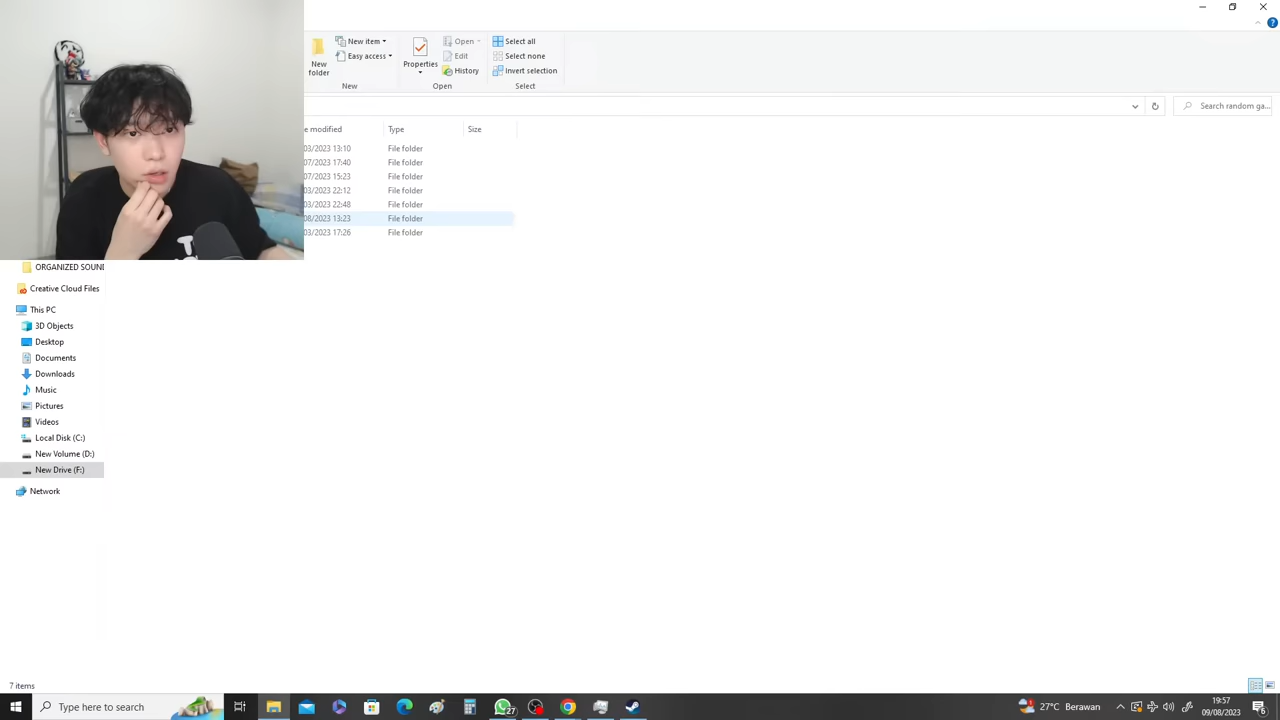 New item
Easy access
New
folder
New
Properties
Open
Edit
History
Open
Select all
Select none
Invert selection
Select
Search random ga...
e modified
Type
Size
03/2023 13:10
File folder
07/2023 17:40
File folder
07/2023 15:23
File folder
03/2023 22:12
File folder
03/2023 22:48
File folder
08/2023 13:23
File folder
03/2023 17:26
File folder
ORGANIZED SOUND
Creative Cloud Files
This PC
3D Objects
Desktop
Documents
Downloads
Music
Pictures
Videos
Local Disk (C:)
New Volume (D:)
New Drive (F:)
Network
7 items
Type here to search
27
27°C Berawan
19:57
09/08/2023